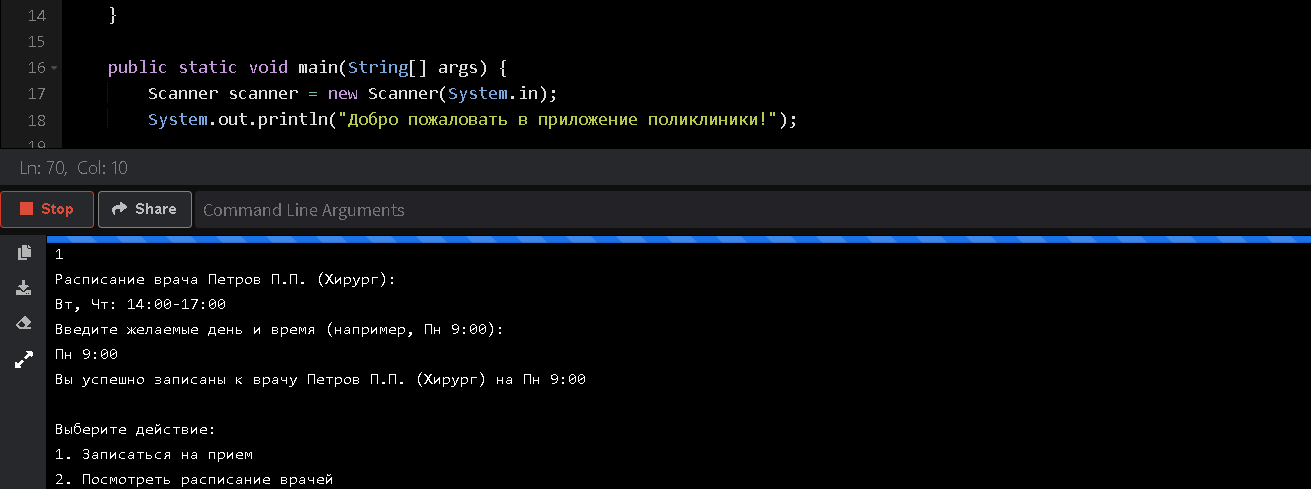 14 }
15
16 public static void main(String[] args) {
17 Scanner scanner = new Scanner(System.in);
18 System.out.println("Добро пожаловать в приложение поликлиники!");
19
Ln: 70, Col: 10
Stop Share Command Line Arguments
1
Расписание врача Петров П.П. (Хирург):
Вт, Чт: 14:00-17:00
Введите желаемые день и время (например, Пн 9:00):
Пн 9:00
Вы успешно записаны к врачу Петров П.П. (Хирург) на Пн 9:00
Выберите действие:
1. Записаться на прием
2. Посмотреть расписание врачей